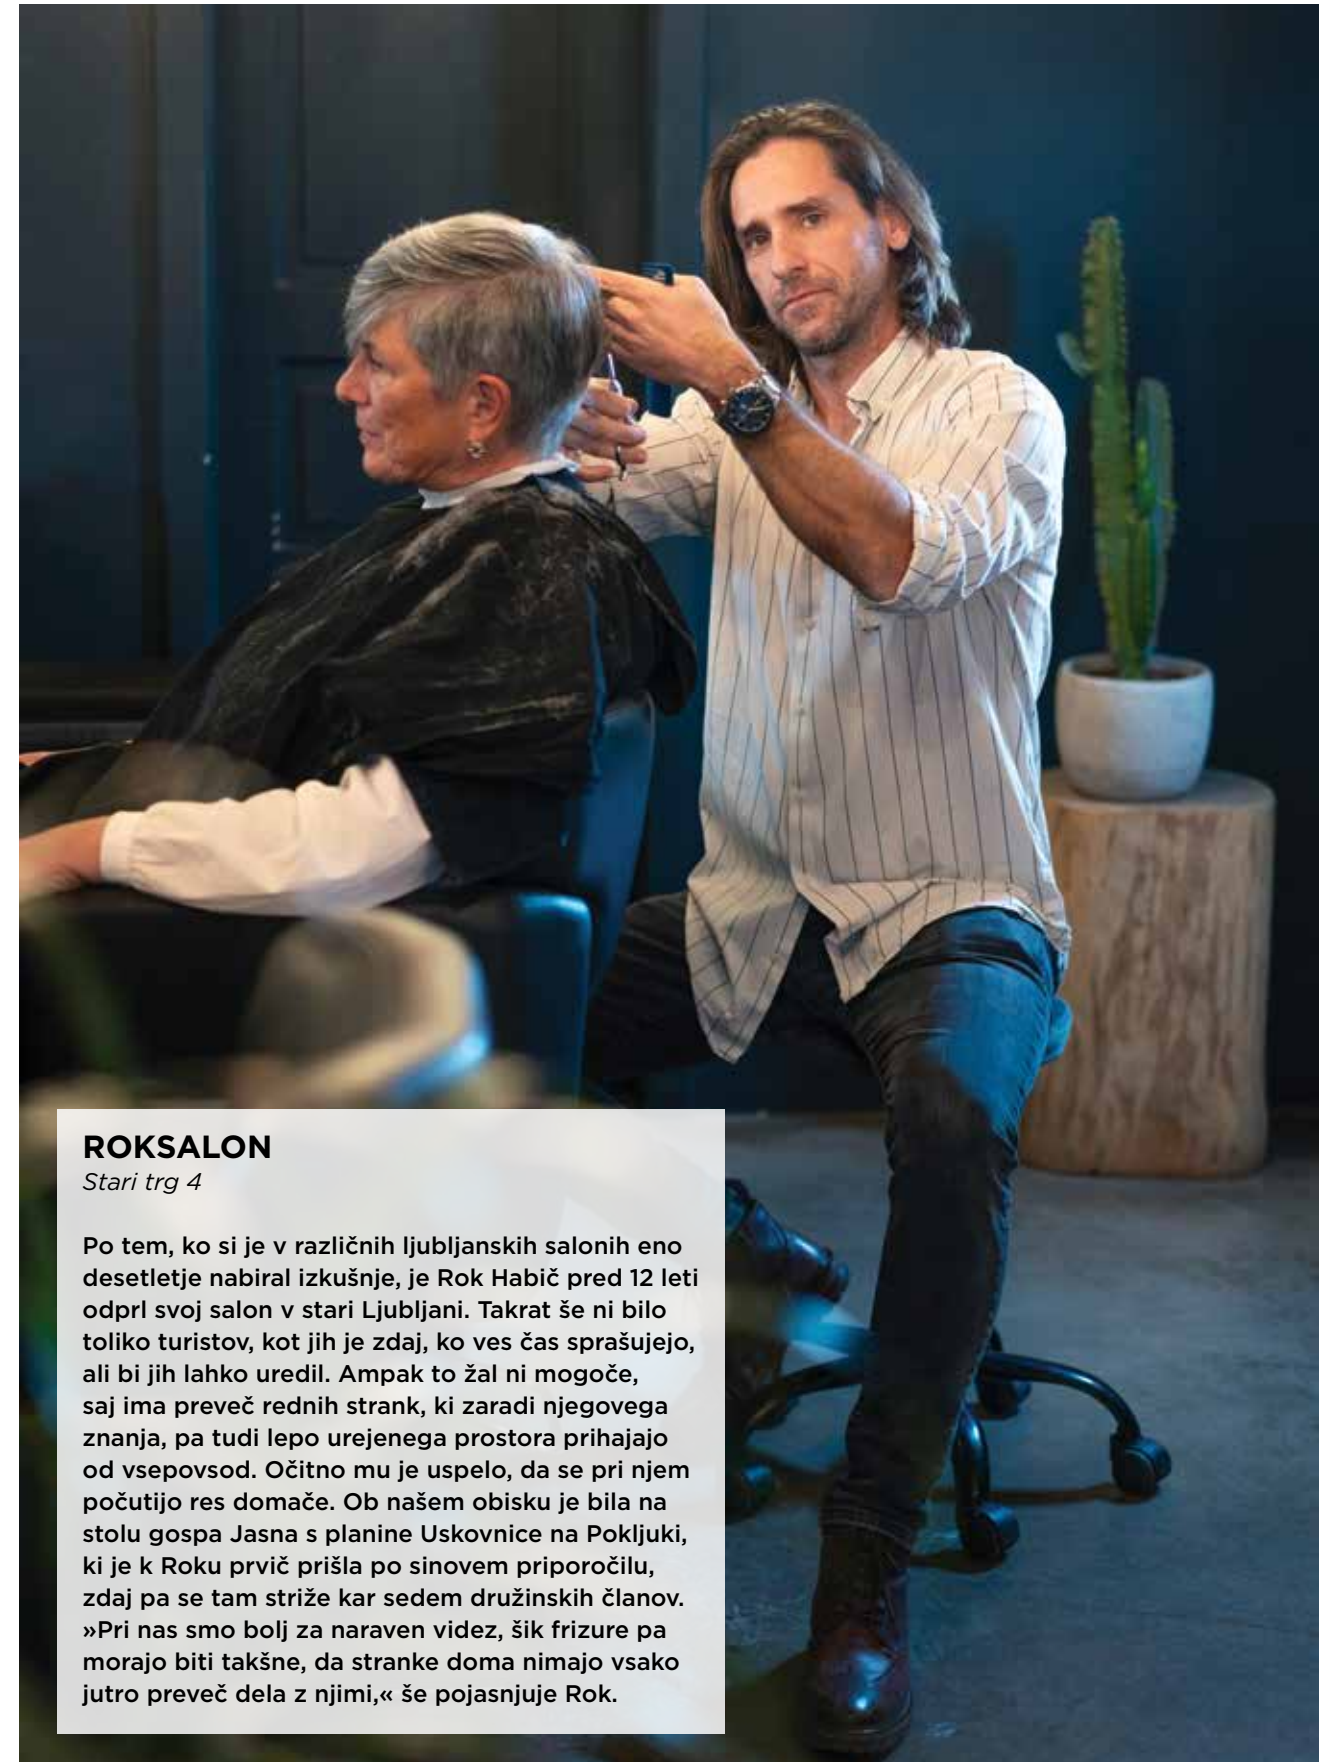 ROKSALON
Stari trg 4
Po tem, ko si je v različnih ljubljanskih salonih eno
desetletje nabiral izkušnje, je Rok Habič pred 12 leti
odprl svoj salon v stari Ljubljani. Takrat še ni bilo
toliko turistov, kot jih je zdaj, ko ves čas sprašujejo,
ali bi jih lahko uredil. Ampak to žal ni mogoče,
saj ima preveč rednih strank, ki zaradi njegovega
znanja, pa tudi lepo urejenega prostora prihajajo
od vsepovsod. Očitno mu je uspelo, da se pri njem
počutijo res domače. Ob našem obisku je bila na
stolu gospa Jasna s planine Uskovnice na Pokljuki,
ki je k Roku prvič prišla po sinovem priporočilu,
zdaj pa se tam striže kar sedem družinskih članov.
»Pri nas smo bolj za naraven videz, šik frizure pa
morajo biti takšne, da stranke doma nimajo vsako
jutro preveč dela z njimi,« še pojasnjuje Rok.